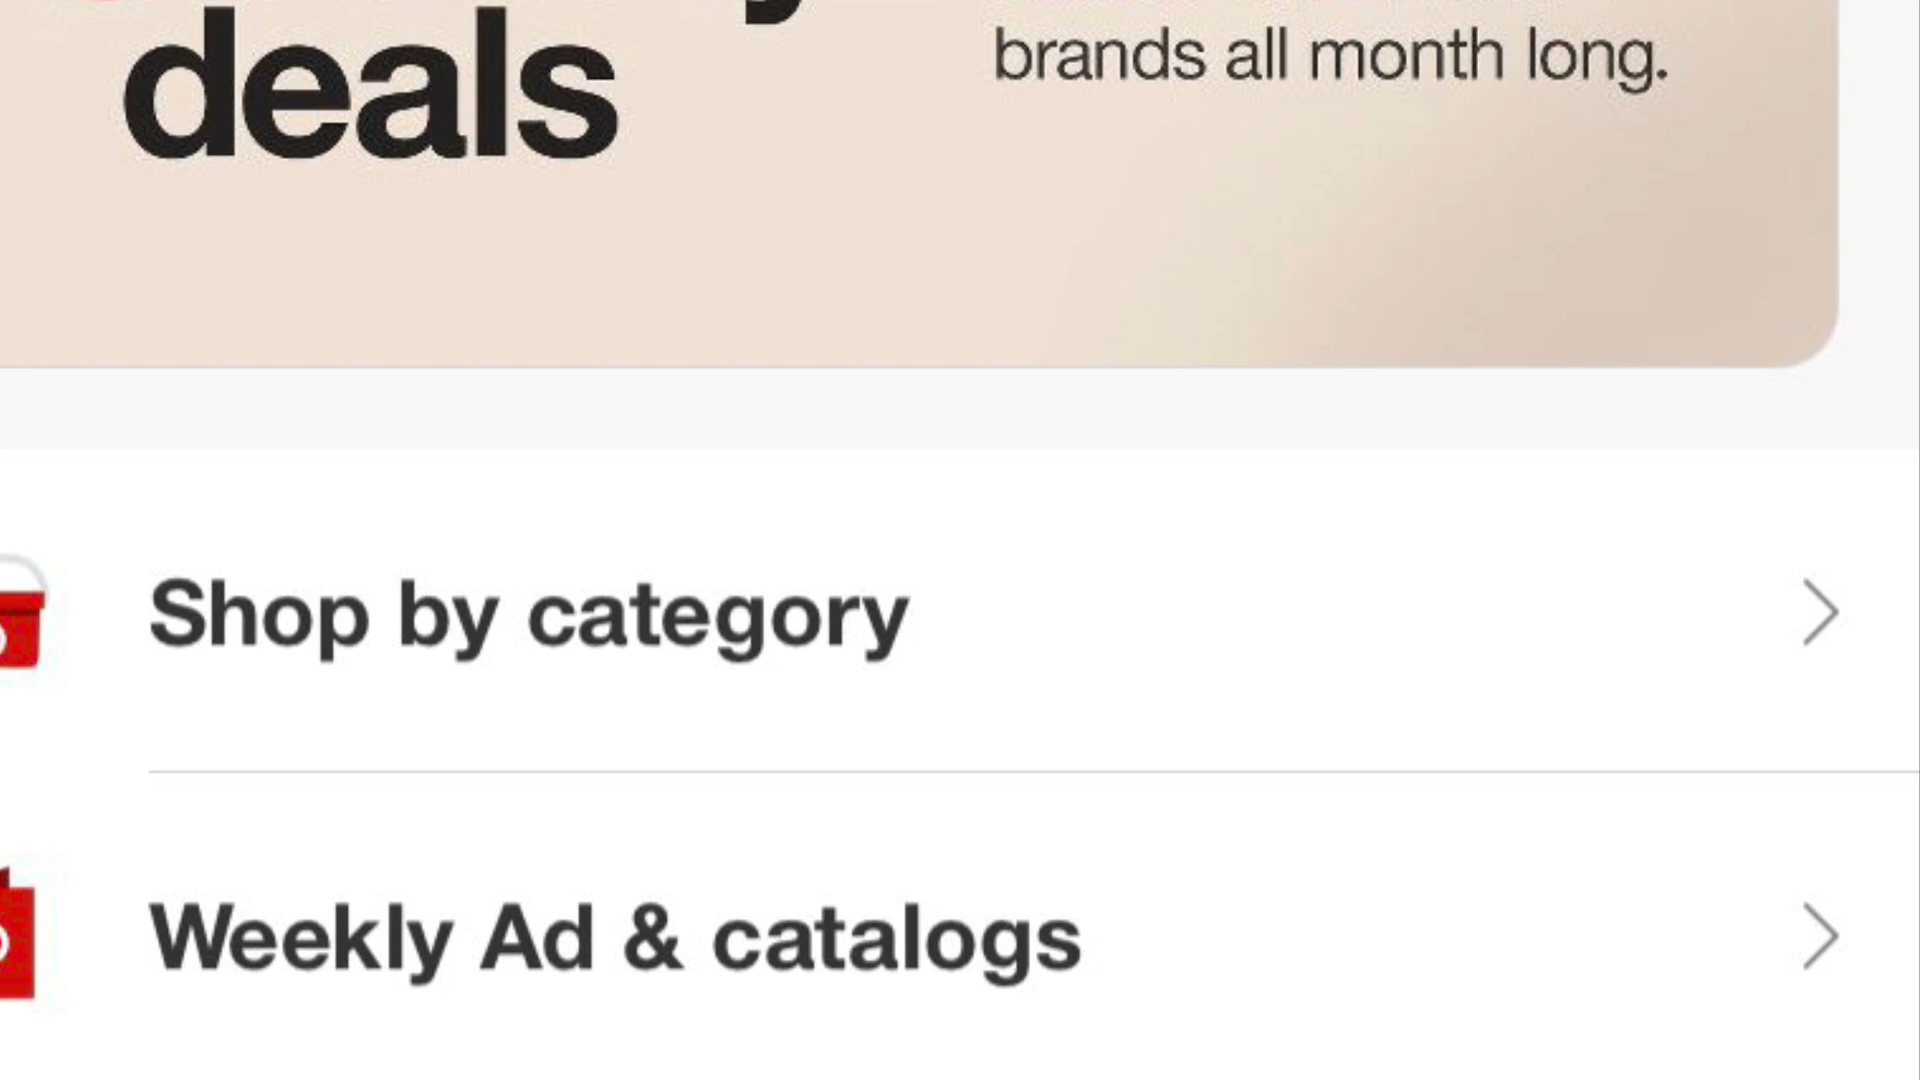 deals
brands all month long.
Shop by category
Weekly Ad & catalogs